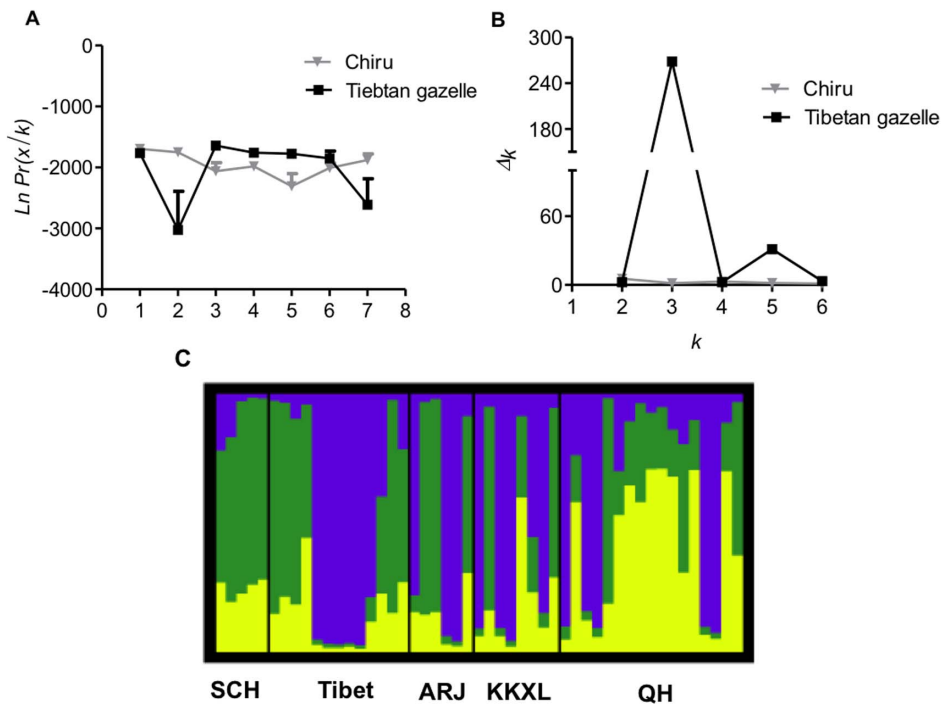 A
Ln Pr(x/k)
0
-1000
-2000
-3000
-4000
0 1 2 3 4 5 6 7 8
Chiru
Tiebtan gazelle
B
Δk
300
240
180
60
0
1 2 3 4 5 6
k
Chiru
Tibetan gazelle
C
SCH Tibet ARJ KKXL QH